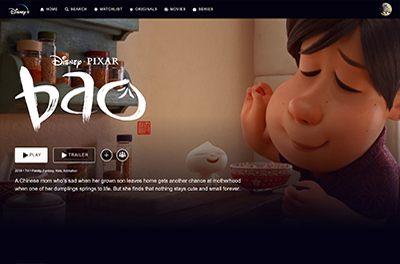 Disney+ HOME SEARCH WATCHLIST ORIGINALS MOVIES SERIES
Disney · PIXAR
bao
PLAY TRAILER
2018 • 7m • Family, Fantasy, Kids, Animation
A Chinese mom who's sad when her grown son leaves home gets another chance at motherhood
when one of her dumplings springs to life. But she finds that nothing stays cute and small forever.